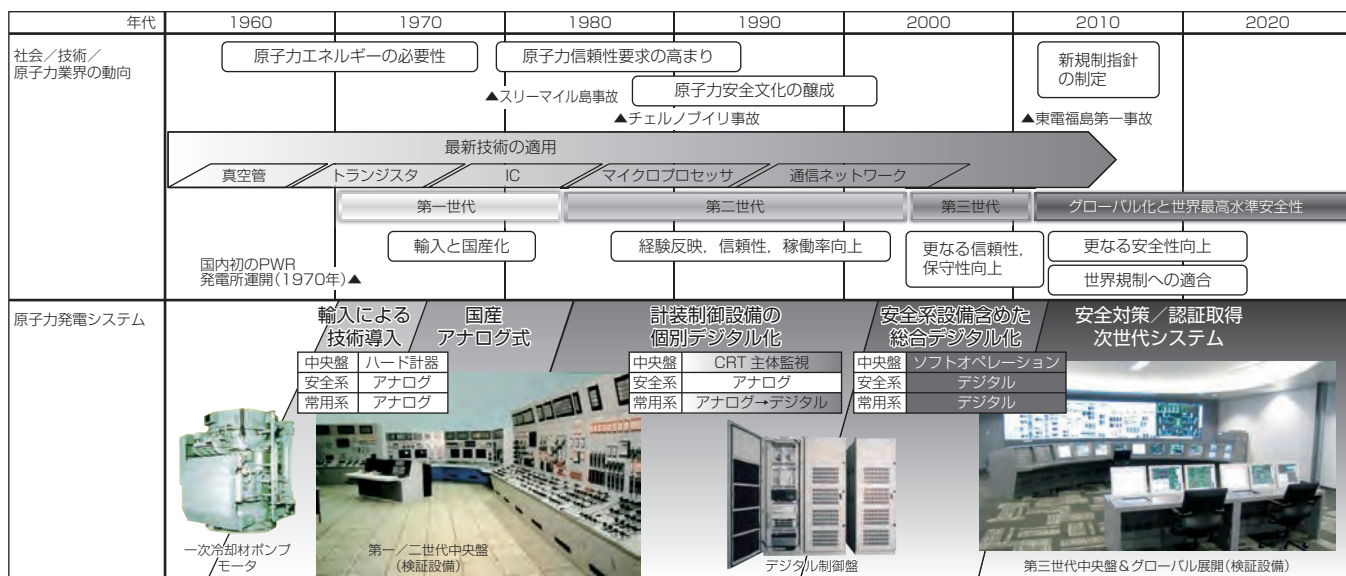 年代 1960 1970 1980 1990 2000 2010 2020
社会／技術／
原子力業界の動向
原子力エネルギーの必要性
原子力信頼性要求の高まり
新規制指針
の制定
原子力安全文化の醸成
▲スリーマイル島事故
▲チェルノブイリ事故
▲東電福島第一事故
最新技術の適用
真空管 トランジスタ IC マイクロプロセッサ 通信ネットワーク
第一世代 第二世代 第三世代 グローバル化と世界最高水準安全性
輸入と国産化
経験反映，信頼性，稼働率向上
更なる信頼性，
保守性向上
更なる安全性向上
世界規制への適合
国内初のPWR
発電所運開(1970年)▲
原子力発電システム
輸入による
技術導入
国産
アナログ式
計装制御設備の
個別デジタル化
安全系設備含めた
総合デジタル化
安全対策／認証取得
次世代システム
中央盤 ハード計器
安全系 アナログ
常用系 アナログ
中央盤 CRT 主体監視
安全系 アナログ
常用系 アナログ→デジタル
中央盤 ソフトオペレーション
安全系 デジタル
常用系 デジタル
一次冷却材ポンプ
モータ
第一／二世代中央盤
(検証設備)
デジタル制御盤
第三世代中央盤＆グローバル展開(検証設備)